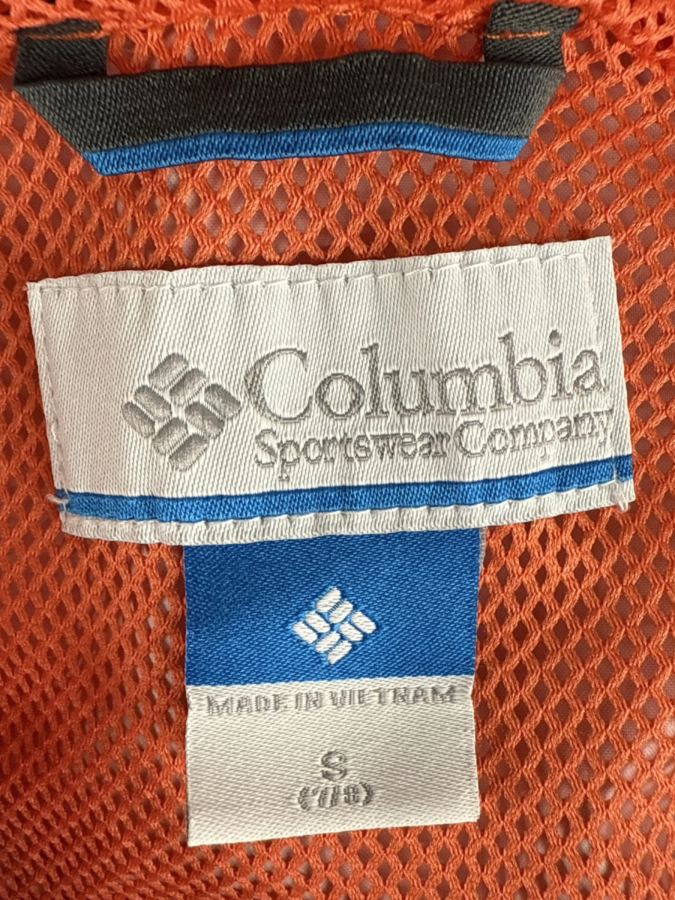 Columbia
Sportswear Company
MADE IN VIETNAM
S
(7/8)